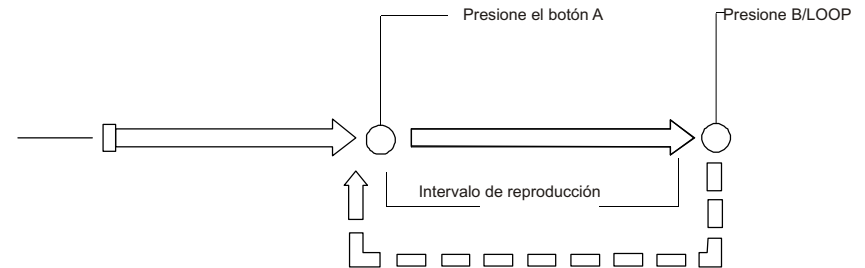 Presione el botón A
Presione B/LOOP
Intervalo de reproducción